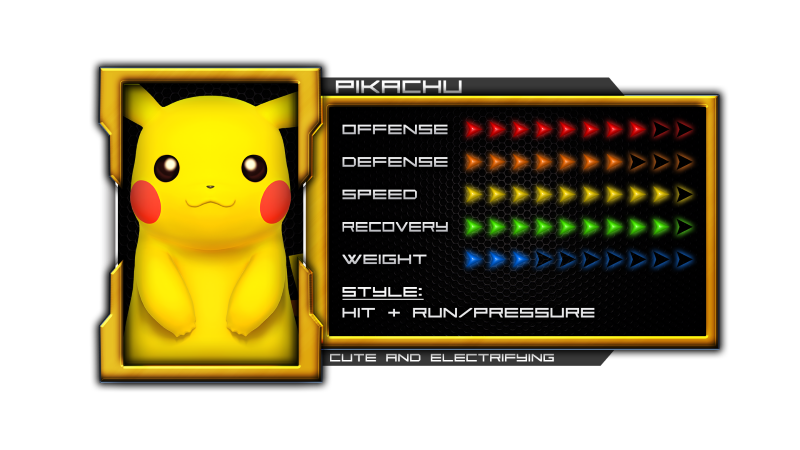 PIKACHU
OFFENSE
DEFENSE
SPEED
RECOVERY
WEIGHT
STYLE:
HIT + RUN/PRESSURE
CUTE AND ELECTRIFYING